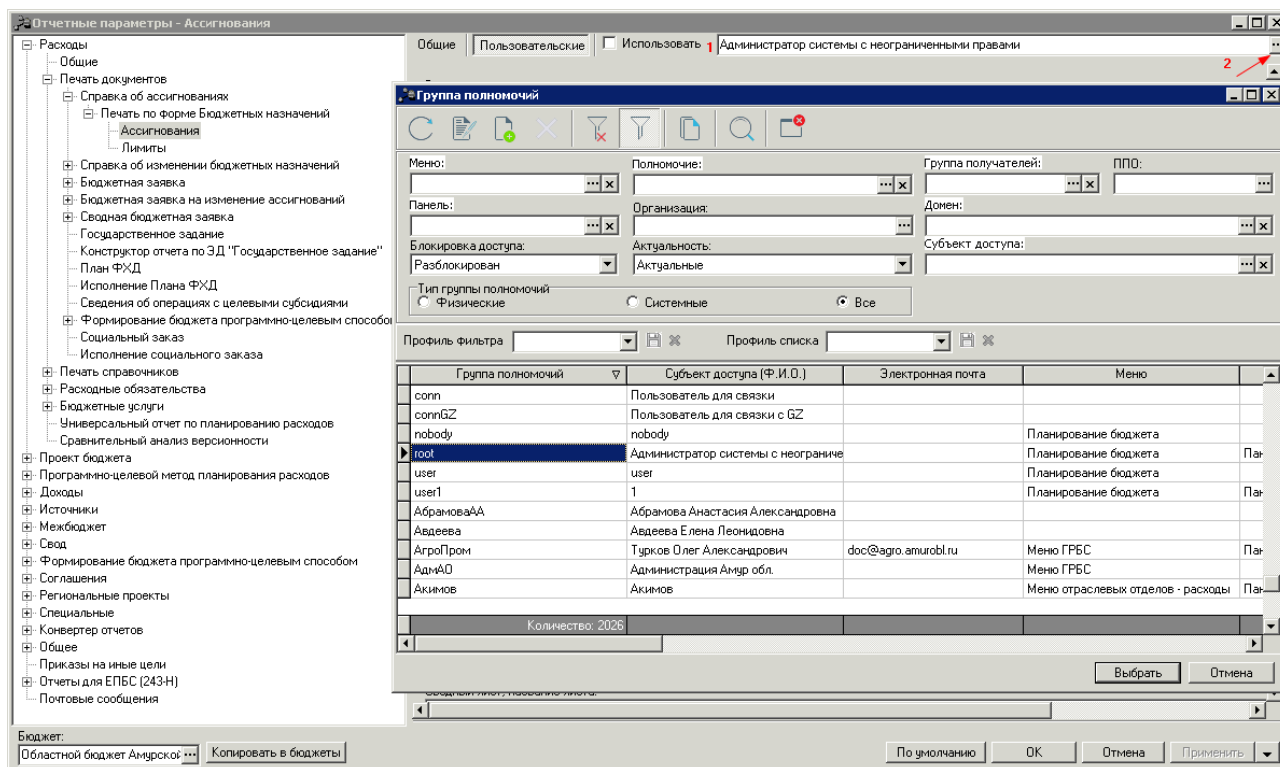 Отчетные параметры - Ассигнования
Расходы
Общие
Печать документов
Справка об ассигнованиях
Печать по форме Бюджетных назначений
Ассигнования
Лимиты
Справка об изменении бюджетных назначений
Бюджетная заявка
Бюджетная заявка на изменение ассигнований
Сводная бюджетная заявка
Государственное задание
Конструктор отчета по ЭД "Государственное задание"
План ФХД
Исполнение Плана ФХД
Сведения об операциях с целевыми субсидиями
Формирование бюджета программно-целевым способо
Социальный заказ
Исполнение социального заказа
Печать справочников
Расходные обязательства
Бюджетные услуги
Универсальный отчет по планированию расходов
Сравнительный анализ версионности
Проект бюджета
Программно-целевой метод планирования расходов
Доходы
Источники
Межбюджет
Свод
Формирование бюджета программно-целевым способом
Соглашения
Региональные проекты
Специальные
Конвертер отчетов
Общее
Приказы на иные цели
Отчеты для ЕПБС (243-Н)
Почтовые сообщения
Общие Пользовательские Использовать 1 Администратор системы с неограниченными правами ...
2
Группа полномочий
Меню: Полномочие: Группа получателей: ППО:
Панель: Организация: Домен:
Блокировка доступа: Актуальность: Субъект доступа:
Разблокирован Актуальные
Тип группы полномочий
Физические Системные Все
Профиль фильтра Профиль списка
Группа полномочий Субъект доступа (Ф.И.О.) Электронная почта Меню
conn Пользователь для связки
connGZ Пользователь для связки с GZ
nobody nobody Планирование бюджета
root Администратор системы с неограниче Планирование бюджета Пан
user user Планирование бюджета
user1 1 Планирование бюджета Пан
АбрамоваАА Абрамова Анастасия Александровна
Авдеева Авдеева Елена Леонидовна
АгроПром Турков Олег Александрович doc@agro.amurobl.ru Меню ГРБС Пан
АдмАО Администрация Амур обл. Меню ГРБС
Акимов Акимов Меню отраслевых отделов - расходы Пан
Количество: 2026
Выбрать Отмена
Бюджет:
Областной бюджет Амурской ... Копировать в бюджеты По умолчанию OK Отмена Применить